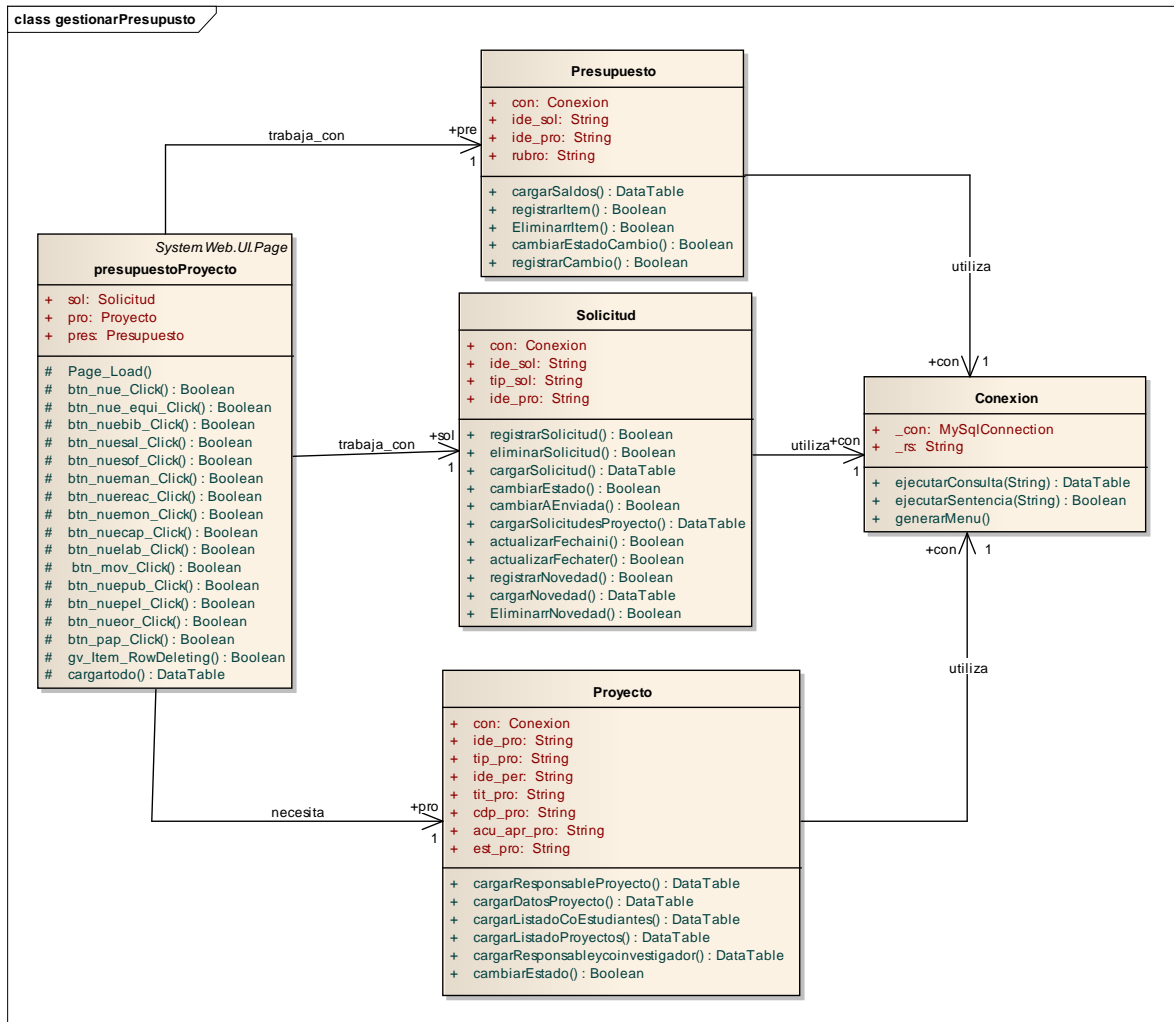 class gestionarPresupusto
Presupuesto
+ con: Conexion
+ ide_sol: String
+ ide_pro: String
+ rubro: String
+ cargarSaldos() : DataTable
+ registrarItem() : Boolean
+ EliminarrItem() : Boolean
+ cambiarEstadoCambio() : Boolean
+ registrarCambio() : Boolean
trabaja_con
+pre
1
System.Web.UI.Page
presupuestoProyecto
+ sol: Solicitud
+ pro: Proyecto
+ pres: Presupuesto
# Page_Load()
# btn_nue_Click() : Boolean
# btn_nue_equi_Click() : Boolean
# btn_nuebib_Click() : Boolean
# btn_nuesal_Click() : Boolean
# btn_nuesof_Click() : Boolean
# btn_nueman_Click() : Boolean
# btn_nuereac_Click() : Boolean
# btn_nuemon_Click() : Boolean
# btn_nuecap_Click() : Boolean
# btn_nuelab_Click() : Boolean
# btn_mov_Click() : Boolean
# btn_nuepub_Click() : Boolean
# btn_nuepel_Click() : Boolean
# btn_nueor_Click() : Boolean
# btn_pap_Click() : Boolean
# gv_Item_RowDeleting() : Boolean
# cargartodo() : DataTable
trabaja_con
+sol
1
Solicitud
+ con: Conexion
+ ide_sol: String
+ tip_sol: String
+ ide_pro: String
+ registrarSolicitud() : Boolean
+ eliminarSolicitud() : Boolean
+ cargarSolicitud() : DataTable
+ cambiarEstado() : Boolean
+ cambiarAEnviada() : Boolean
+ cargarSolicitudesProyecto() : DataTable
+ actualizarFechaini() : Boolean
+ actualizarFechater() : Boolean
+ registrarNovedad() : Boolean
+ cargarNovedad() : DataTable
+ EliminarrNovedad() : Boolean
utiliza
+con
1
utiliza
+con
1
Conexion
+ _con: MySqlConnection
+ _rs: String
+ ejecutarConsulta(String) : DataTable
+ ejecutarSentencia(String) : Boolean
+ generarMenu()
+con
1
utiliza
necesita
+pro
1
Proyecto
+ con: Conexion
+ ide_pro: String
+ tip_pro: String
+ ide_per: String
+ tit_pro: String
+ cdp_pro: String
+ acu_apr_pro: String
+ est_pro: String
+ cargarResponsableProyecto() : DataTable
+ cargarDatosProyecto() : DataTable
+ cargarListadoCoEstudiantes() : DataTable
+ cargarListadoProyectos() : DataTable
+ cargarResponsableycoinvestigador() : DataTable
+ cambiarEstado() : Boolean